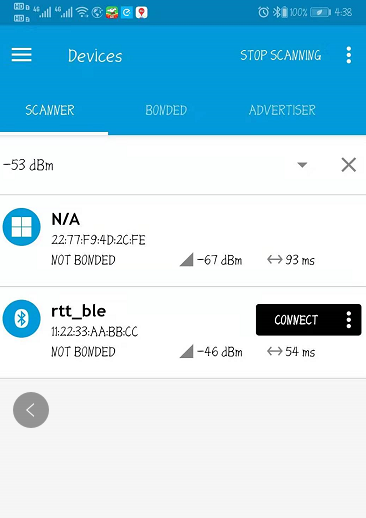 HD B 4G 4G 100% 4:38
HD B
Devices STOP SCANNING
SCANNER BONDED ADVERTISER
-53 dBm
N/A
22:77:F9:4D:2C:FE
NOT BONDED -67 dBm 93 ms
rtt_ble CONNECT
11:22:33:AA:BB:CC
NOT BONDED -46 dBm 54 ms